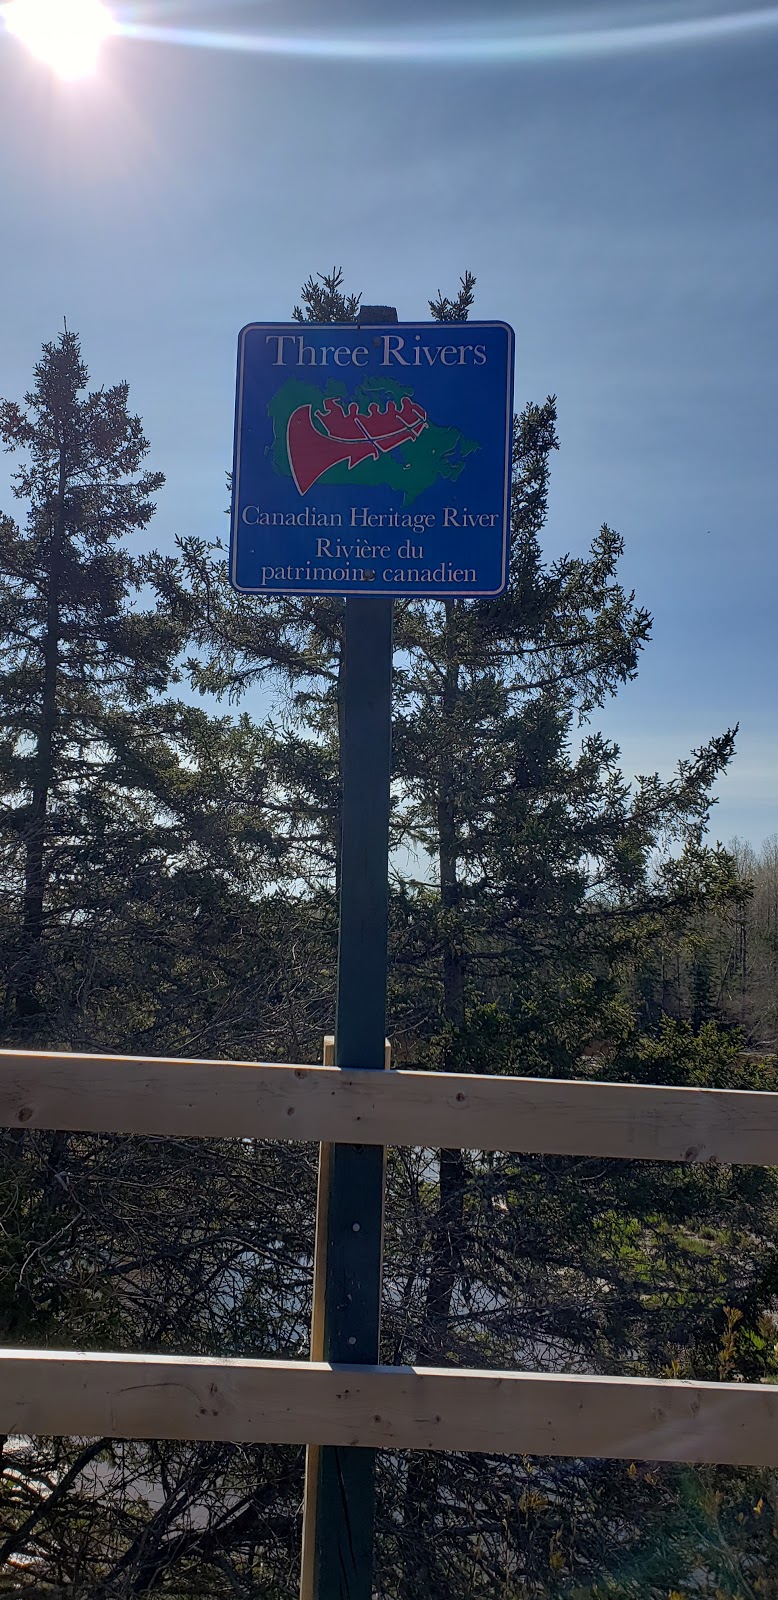 Three Rivers
Canadian Heritage River
Rivière du
patrimoine canadien